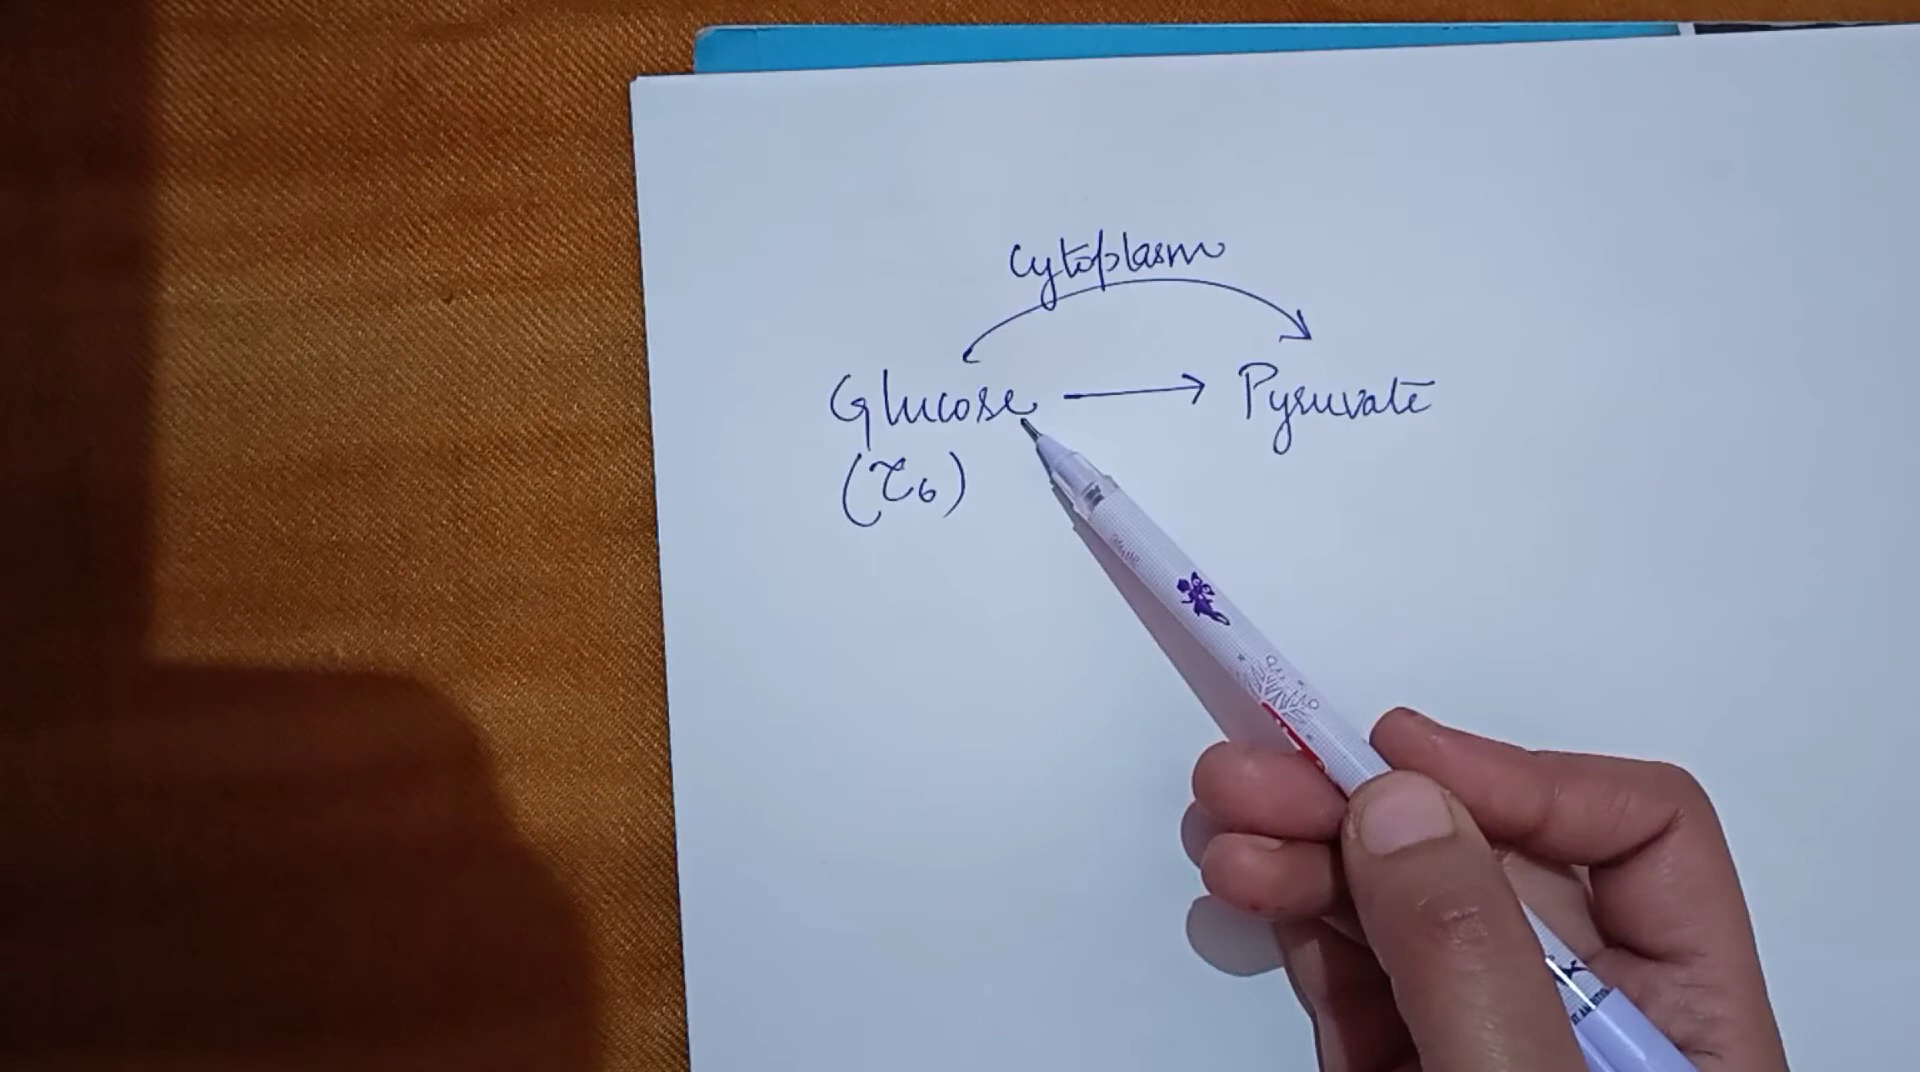 Cytoplasm
Glucose → Pyruvate
(C6)